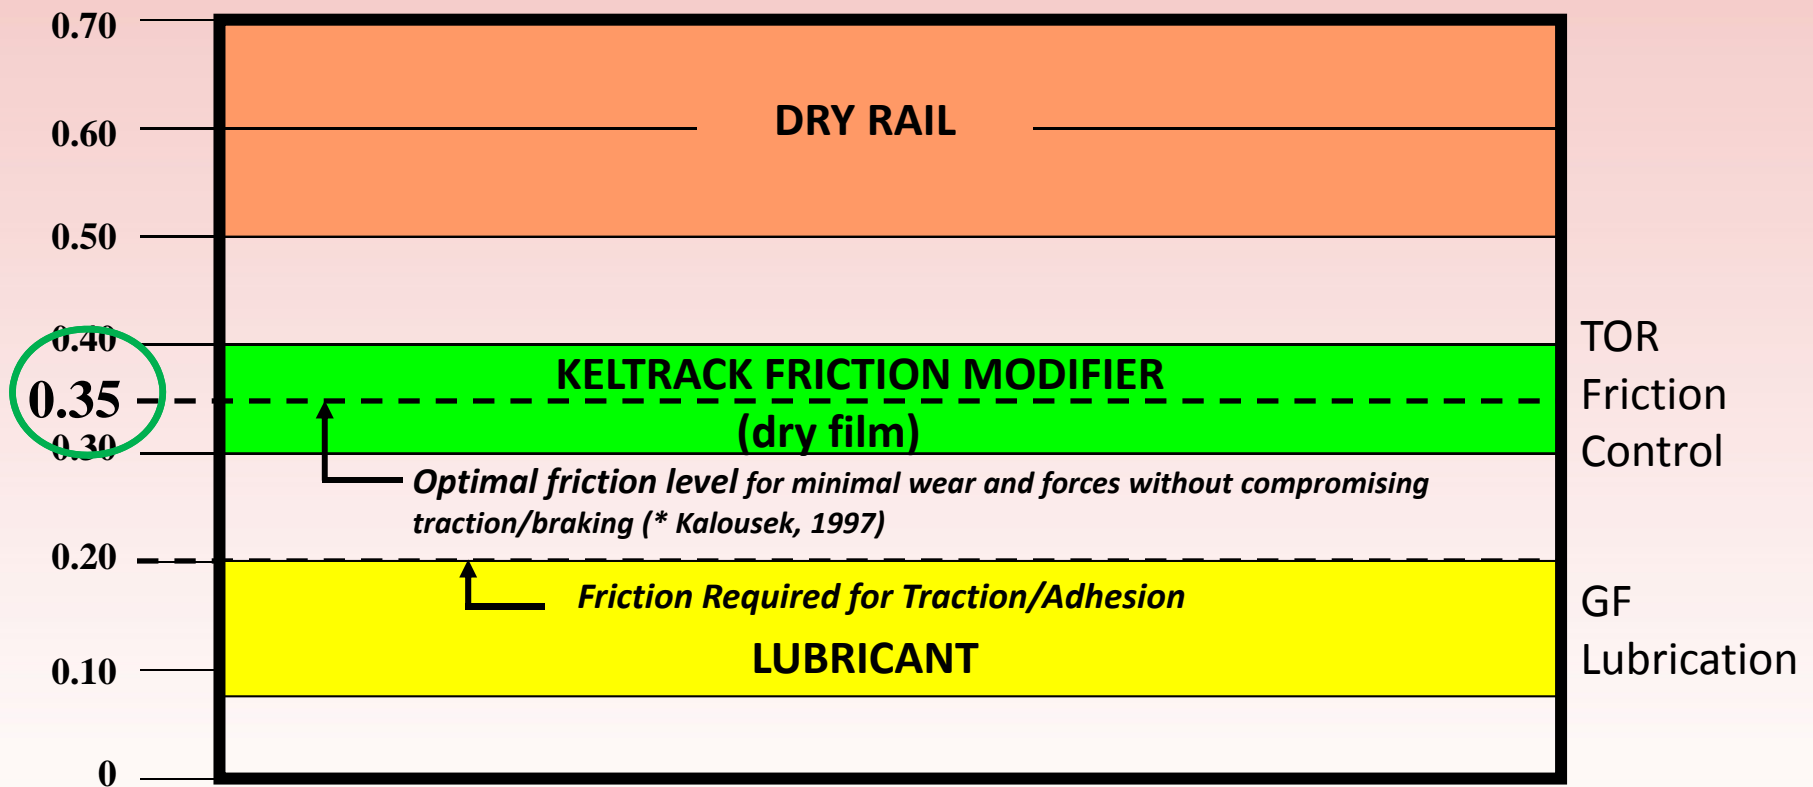 0.70
DRY RAIL
0.60
0.50
0.40
TOR
KELTRACK FRICTION MODIFIER
0.35
Friction
(dry film)
0.30
Control
Optimal friction level for minimal wear and forces without compromising
traction/braking (* Kalousek, 1997)
0.20
Friction Required for Traction/Adhesion
GF
LUBRICANT
Lubrication
0.10
0